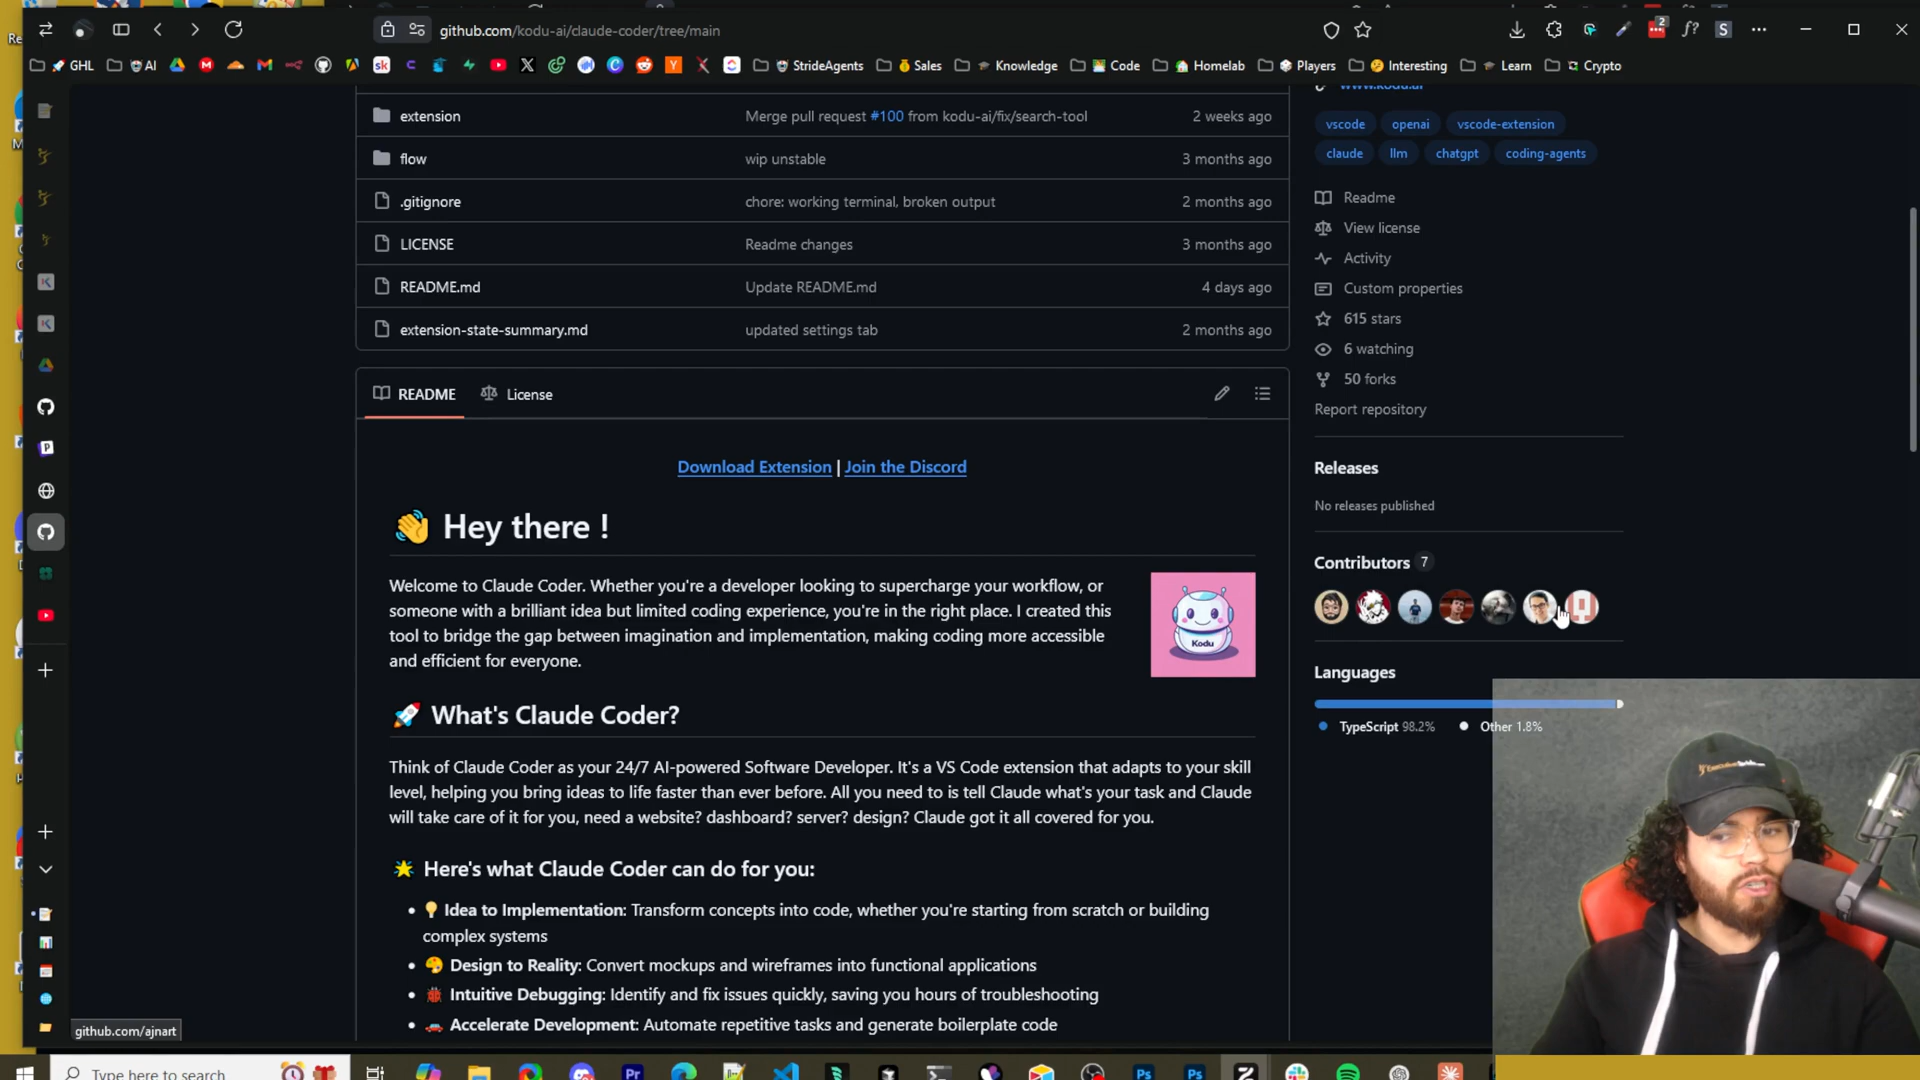 github.com/kodu-ai/claude-coder/tree/main
GHL
AI
StrideAgents
Sales
Knowledge
Code
Homelab
Players
Interesting
Learn
Crypto
extension
Merge pull request #100 from kodu-ai/fix/search-tool
2 weeks ago
flow
wip unstable
3 months ago
.gitignore
chore: working terminal, broken output
2 months ago
LICENSE
Readme changes
3 months ago
README.md
Update README.md
4 days ago
extension-state-summary.md
updated settings tab
2 months ago
README
License
Download Extension | Join the Discord
👋 Hey there !
Welcome to Claude Coder. Whether you're a developer looking to supercharge your workflow, or
someone with a brilliant idea but limited coding experience, you're in the right place. I created this
tool to bridge the gap between imagination and implementation, making coding more accessible
and efficient for everyone.
Kodu
🚀 What's Claude Coder?
Think of Claude Coder as your 24/7 AI-powered Software Developer. It's a VS Code extension that adapts to your skill
level, helping you bring ideas to life faster than ever before. All you need to is tell Claude what's your task and Claude
will take care of it for you, need a website? dashboard? server? design? Claude got it all covered for you.
🌟 Here's what Claude Coder can do for you:
• 💡 Idea to Implementation: Transform concepts into code, whether you're starting from scratch or building
complex systems
• 🎨 Design to Reality: Convert mockups and wireframes into functional applications
• 🐞 Intuitive Debugging: Identify and fix issues quickly, saving you hours of troubleshooting
• 🚗 Accelerate Development: Automate repetitive tasks and generate boilerplate code
www.kodu.ai
vscode
openai
vscode-extension
claude
llm
chatgpt
coding-agents
Readme
View license
Activity
Custom properties
615 stars
6 watching
50 forks
Report repository
Releases
No releases published
Contributors 7
Languages
TypeScript 98.2%
Other 1.8%
github.com/ajnart
Type here to search